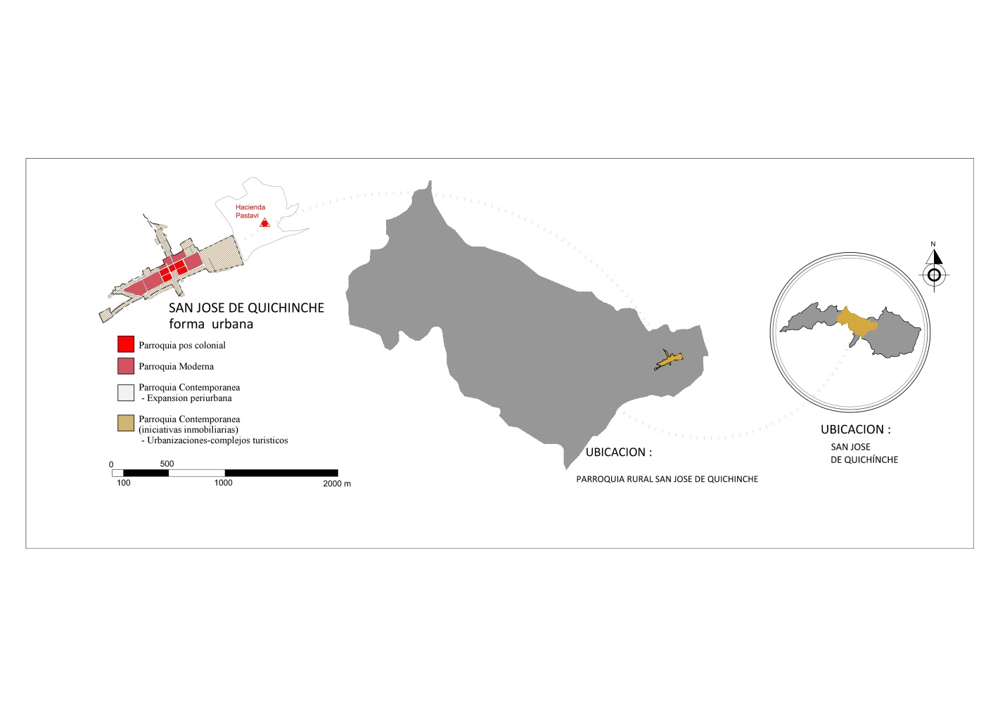 Hacienda
Pastavi
SAN JOSE DE QUICHINCHE
forma urbana
Parroquia pos colonial
Parroquia Moderna
Parroquia Contemporanea
- Expansion periurbana
Parroquia Contemporanea
(iniciativas inmobiliarias)
- Urbanizaciones-complejos turisticos
0 500
100 1000 2000 m
UBICACION :
PARROQUIA RURAL SAN JOSE DE QUICHINCHE
N
UBICACION :
SAN JOSE
DE QUICHÍNCHE